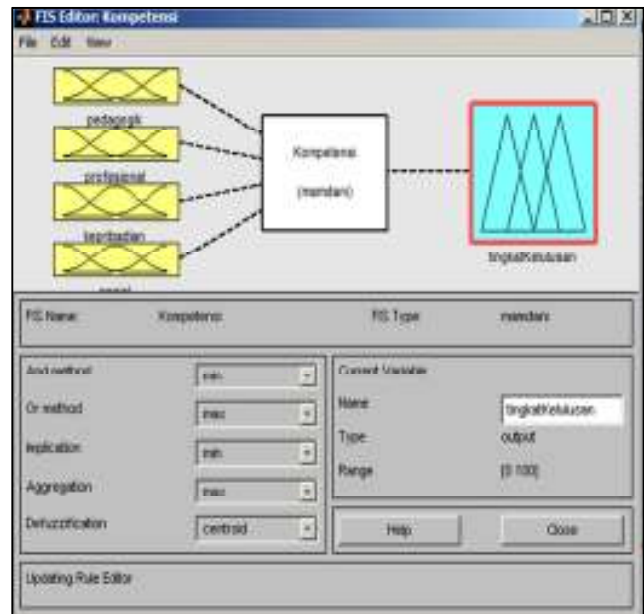 FIS Editor: Kompetensi
File Edit View
pedagogik
profesional
kepribadian
sosial
Kompetensi
(mamdani)
tingkatKelulusan
FIS Name: Kompetensi FIS Type: mamdani
And method min
Or method max
Implication min
Aggregation max
Defuzzification centroid
Current Variable
Name tingkatKelulusan
Type output
Range [0 100]
Help Close
Updating Rule Editor